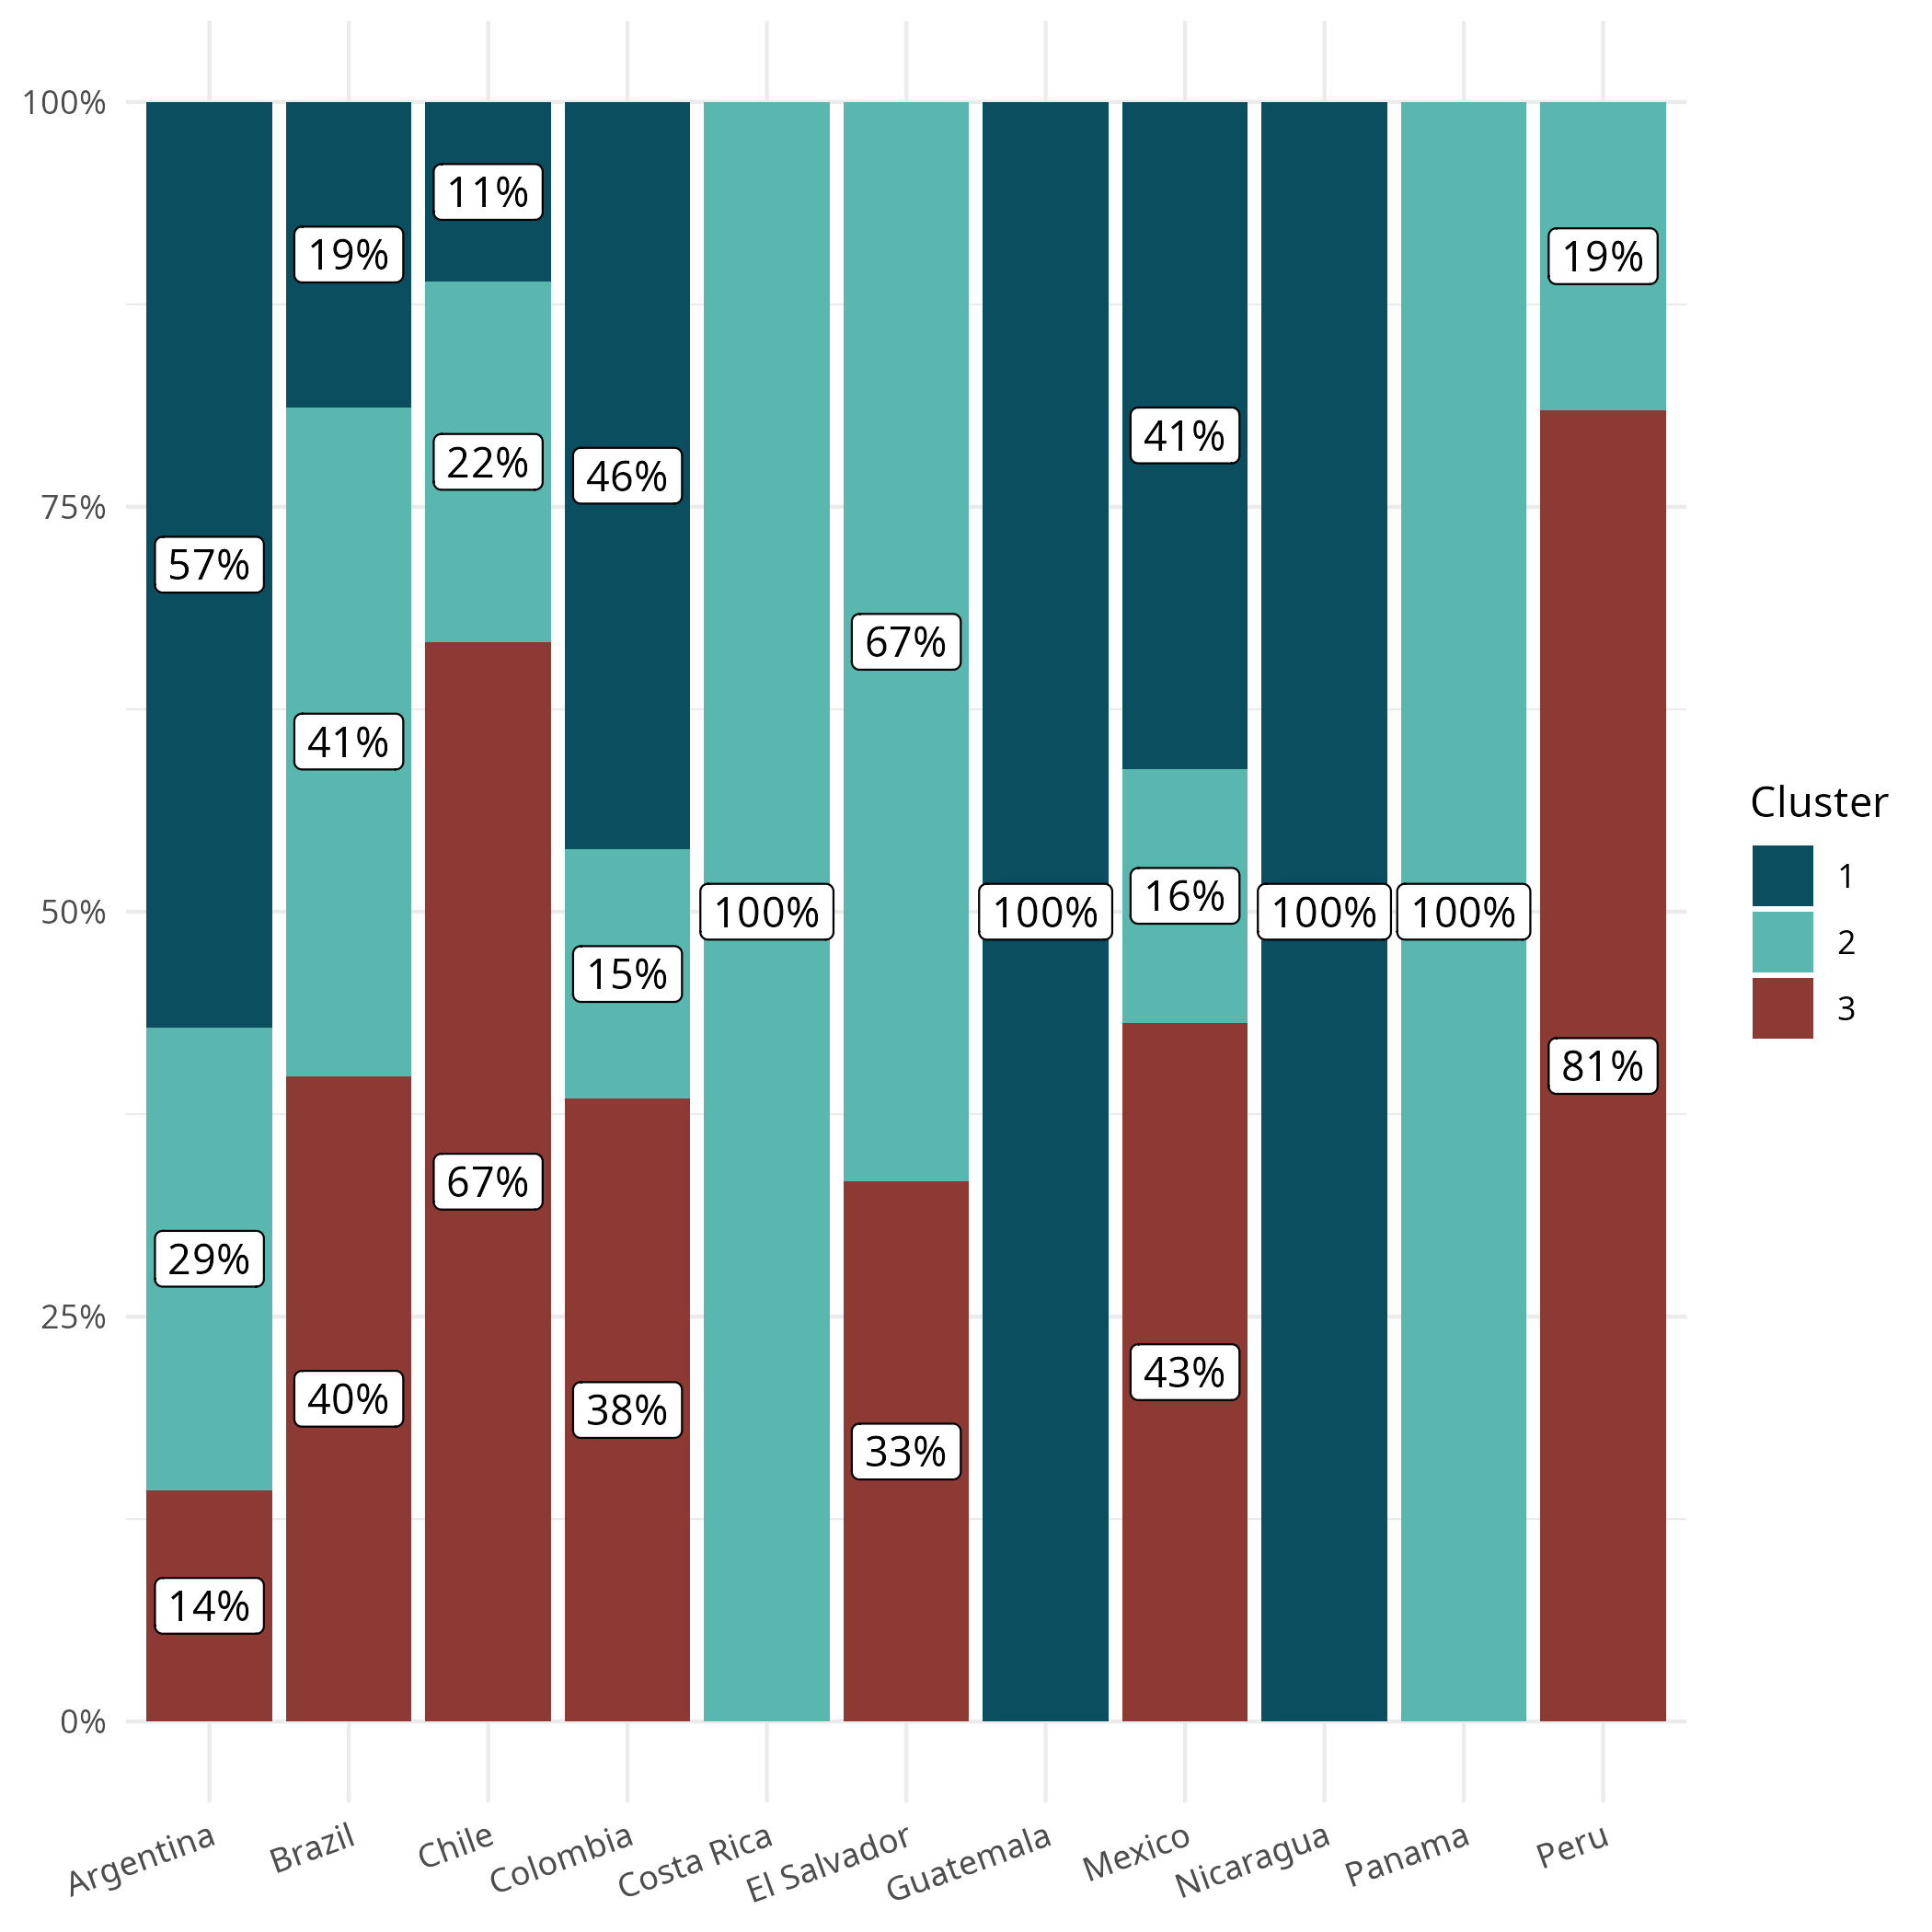 100%
75%
50%
25%
0%
57%
29%
14%
19%
41%
40%
11%
22%
67%
46%
15%
38%
100%
67%
33%
100%
41%
16%
43%
100%
100%
19%
81%
Argentina
Brazil
Chile
Colombia
Costa Rica
El Salvador
Guatemala
Mexico
Nicaragua
Panama
Peru
Cluster
1
2
3